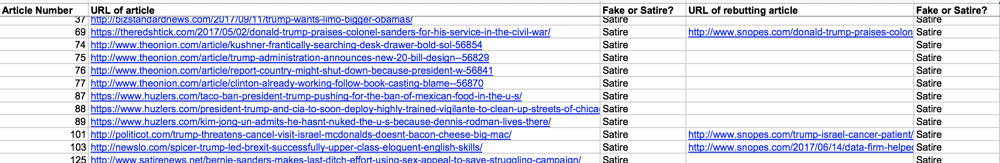 Article Number URL of article Fake or Satire? URL of rebutting article Fake or Satire?
37 http://bizstandardnews.com/2017/09/11/trump-wants-limo-bigger-obamas/ Satire Satire
69 https://theredshtick.com/2017/05/02/donald-trump-praises-colonel-sanders-for-his-service-in-the-civil-war/ Satire http://www.snopes.com/donald-trump-praises-colon Satire
74 http://www.theonion.com/article/kushner-frantically-searching-desk-drawer-bold-sol-56854 Satire Satire
75 http://www.theonion.com/article/trump-administration-announces-new-20-bill-design--56829 Satire Satire
76 http://www.theonion.com/article/report-country-might-shut-down-because-president-w-56841 Satire Satire
77 http://www.theonion.com/article/clinton-already-working-follow-book-casting-blame--56870 Satire Satire
87 https://www.huzlers.com/taco-ban-president-trump-pushing-for-the-ban-of-mexican-food-in-the-u-s/ Satire Satire
88 https://www.huzlers.com/president-trump-and-cia-to-soon-deploy-highly-trained-vigilante-to-clean-up-streets-of-chica Satire Satire
89 https://www.huzlers.com/kim-jong-un-admits-he-hasnt-nuked-the-u-s-because-dennis-rodman-lives-there/ Satire Satire
101 http://politicot.com/trump-threatens-cancel-visit-israel-mcdonalds-doesnt-bacon-cheese-big-mac/ Satire http://www.snopes.com/trump-israel-cancer-patient/ Satire
103 http://newslo.com/spicer-trump-led-brexit-successfully-upper-class-eloquent-english-skills/ Satire http://www.snopes.com/2017/06/14/data-firm-helped Satire
125 http://www.satirenews.net/bernie-sanders-makes-last-ditch-effort-using-sex-appeal-to-save-struggling-campaign/ Satire Satire